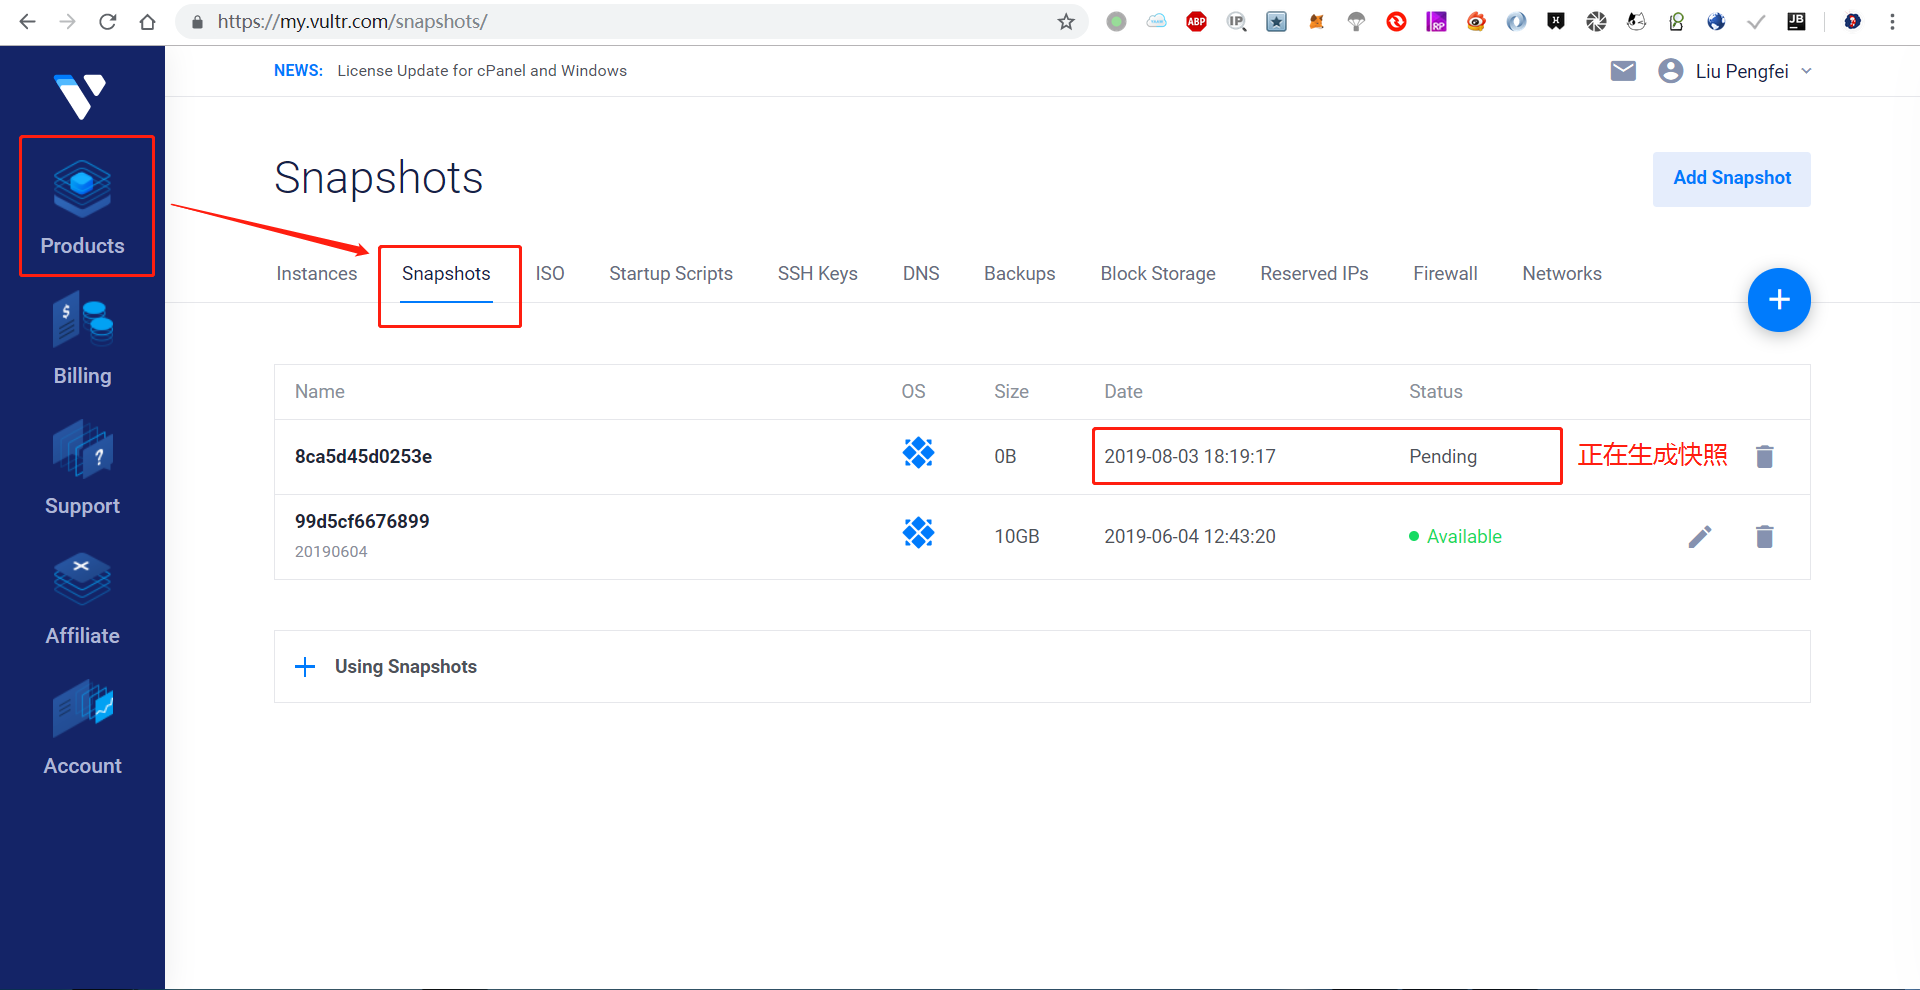 https://my.vultr.com/snapshots/
ABP
IP
RP
JB
NEWS: License Update for cPanel and Windows
Liu Pengfei
Products
Billing
Support
Affiliate
Account
Snapshots
Add Snapshot
Instances Snapshots ISO Startup Scripts SSH Keys DNS Backups Block Storage Reserved IPs Firewall Networks
Name OS Size Date Status
8ca5d45d0253e 0B 2019-08-03 18:19:17 Pending 正在生成快照
99d5cf6676899 10GB 2019-06-04 12:43:20 Available
20190604
Using Snapshots